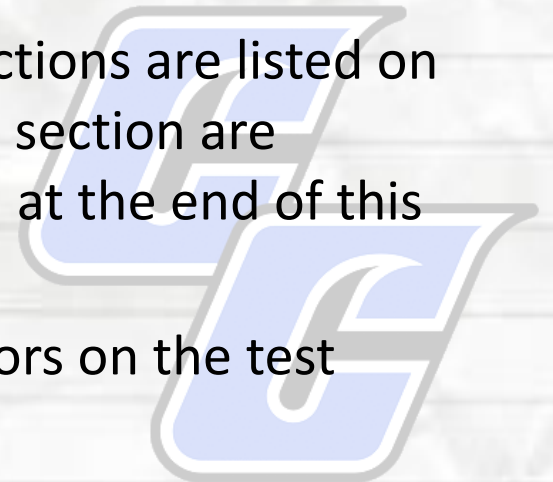 ctions are listed on
section are
at the end of this
ors on the test